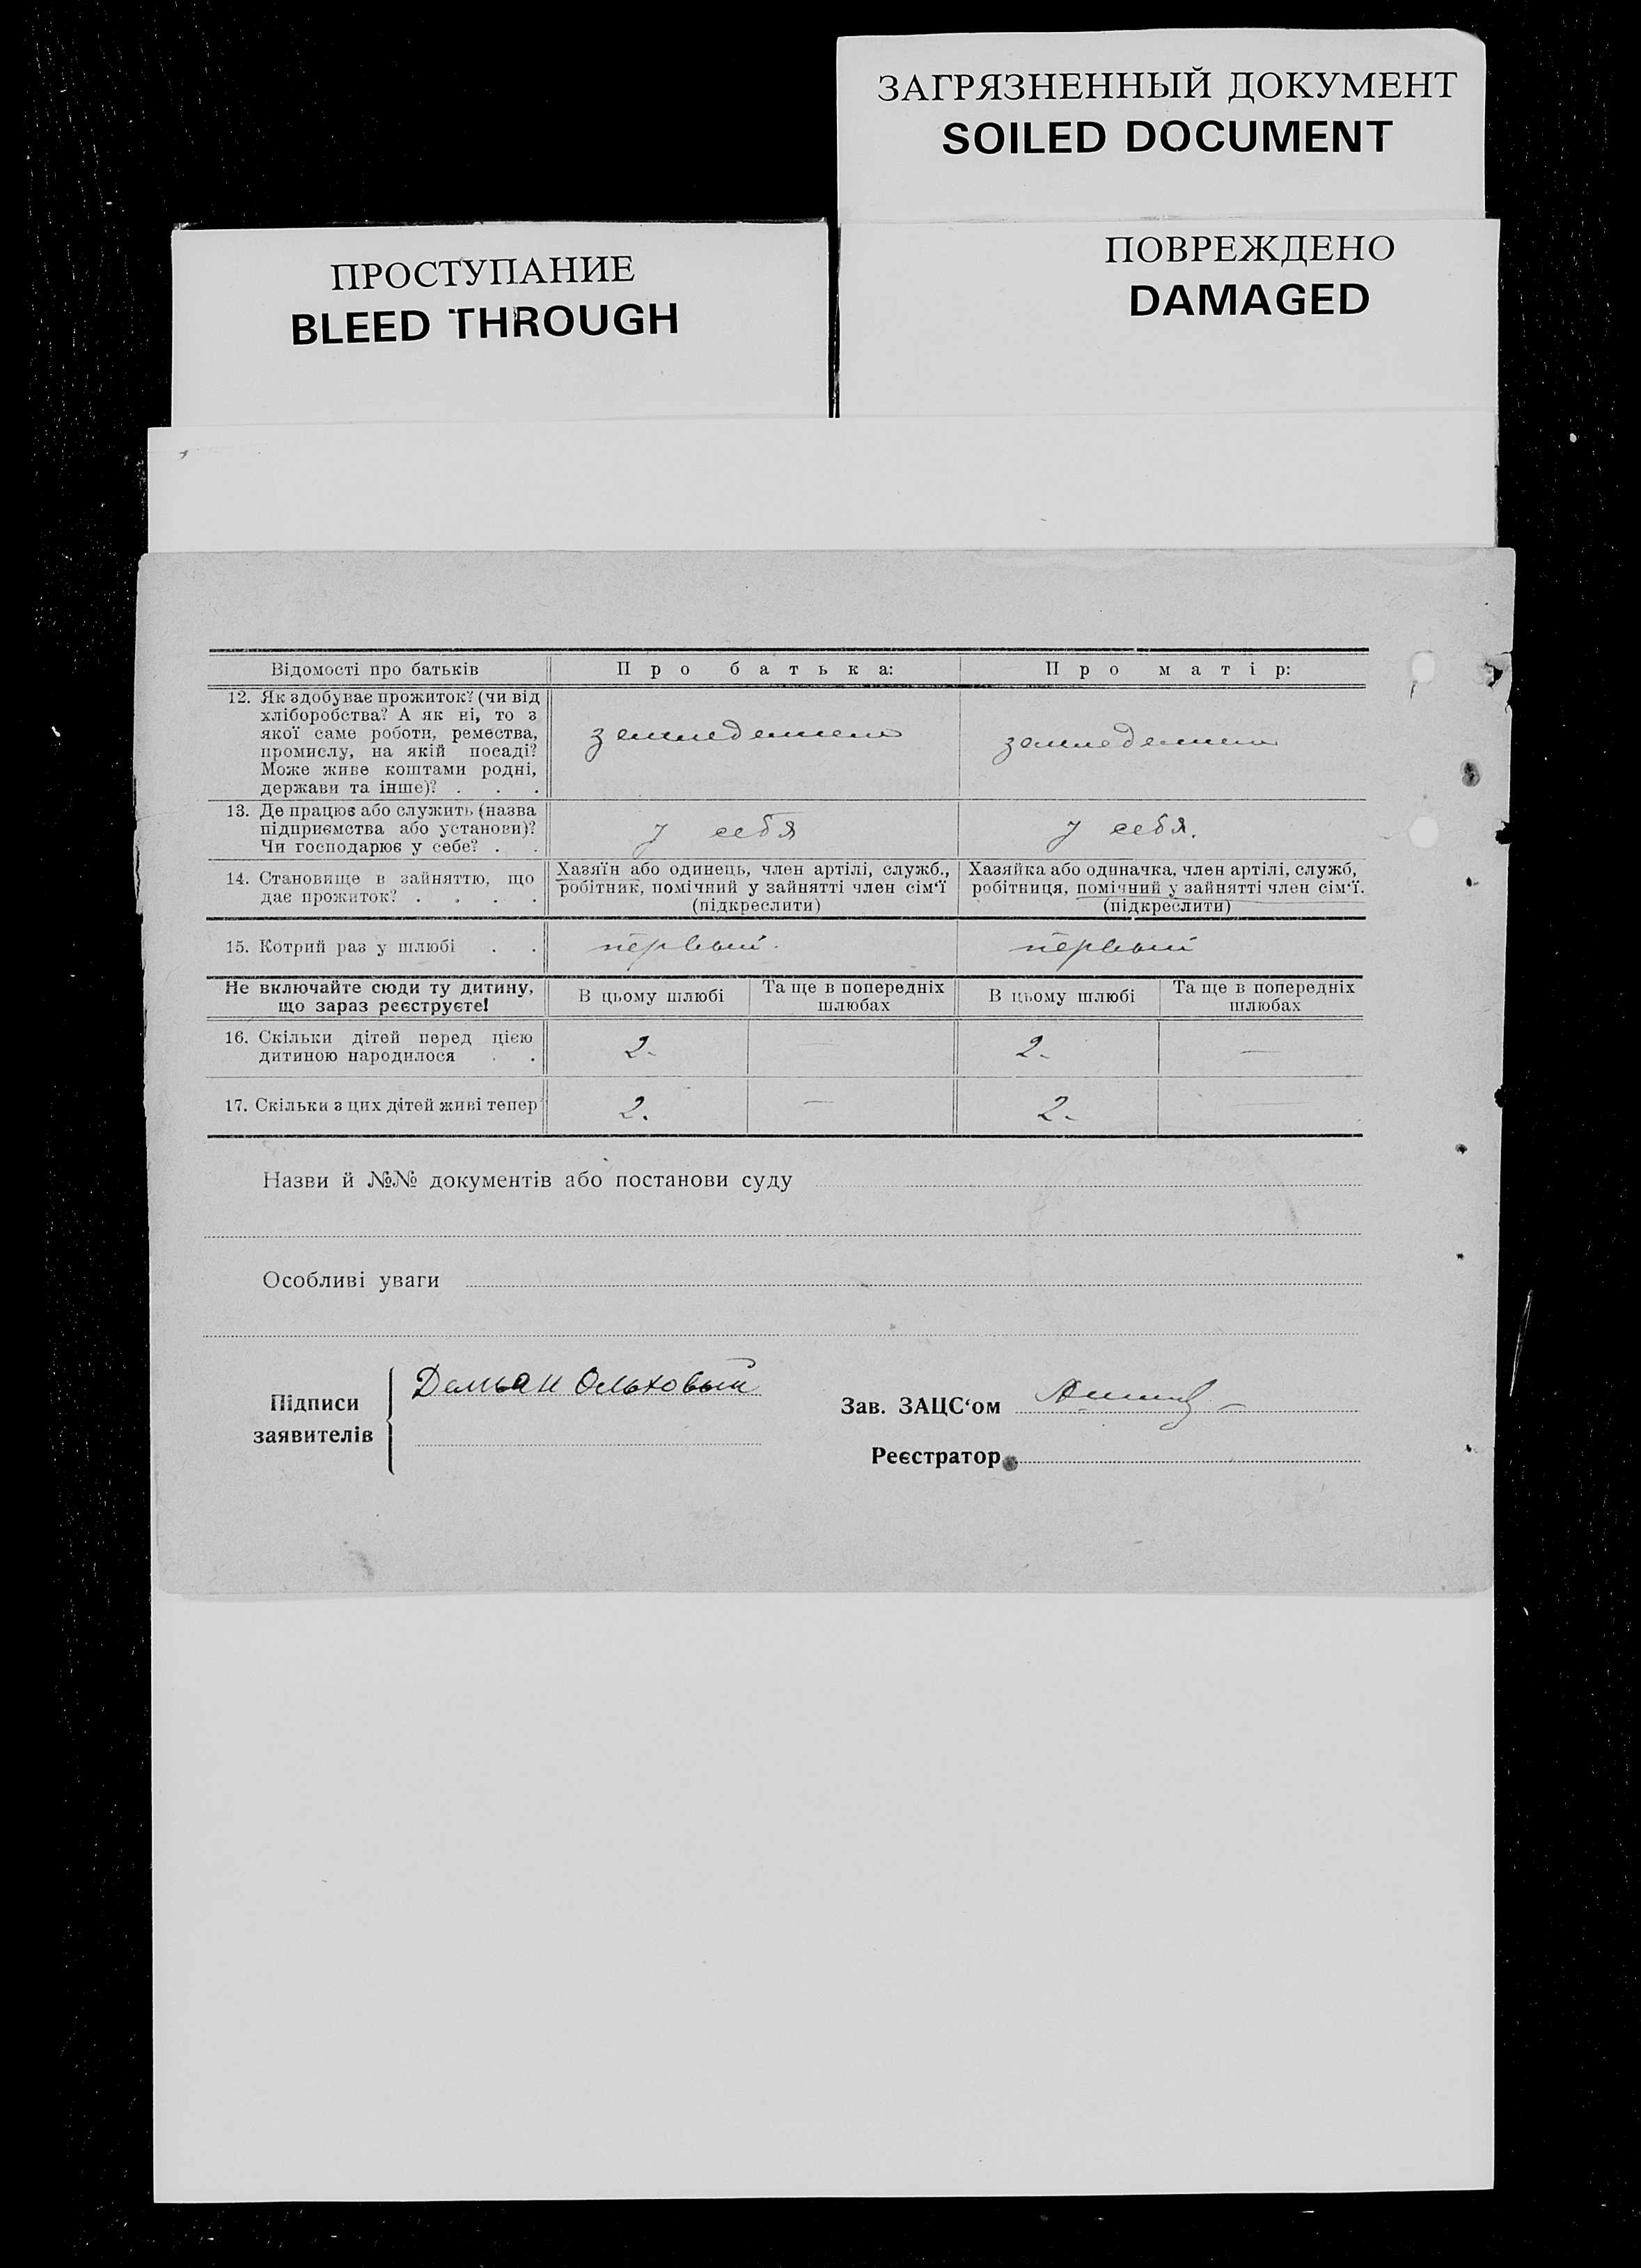 ЗАГРЯЗНЕННЫЙ ДОКУМЕНТ
SOILED DOCUMENT
ПРОСТУПАНИЕ
BLEED THROUGH
ПОВРЕЖДЕНО
DAMAGED
Відомості про батьків
Про батька:
Про матір:
12. Як здобуває прожиток? (чи від
хліборобства? А як ні, то з
якої саме роботи, ремества,
промислу, на якій посаді?
Може живе коштами родні,
держави та інше)? . . .
земледелием
земледелием
13. Де працює або служить (назва
підприємства або установи)?
Чи господарює у себе? . .
у себя
у себя.
14. Становище в зайняттю, що
дає прожиток? . . . .
Хазяїн або одинець, член артілі, служб.,
робітник, помічний у зайнятті член сім'ї
(підкреслити)
Хазяйка або одиначка, член артілі, служб,
робітниця, помічний у зайнятті член сім'ї.
(підкреслити)
15. Котрий раз у шлюбі . .
первый.
первый
Не включайте сюди ту дитину,
що зараз реєструєте!
В цьому шлюбі
Та ще в попередніх
шлюбах
В цьому шлюбі
Та ще в попередніх
шлюбах
16. Скільки дітей перед цією
дитиною народилося . .
2. —
2. —
17. Скільки з цих дітей живі тепер
2. —
2. —
Назви й №№ документів або постанови суду
Особливі уваги
Підписи
заявителів
Демьян Ольховый
Зав. ЗАЦС'ом
Реєстратор